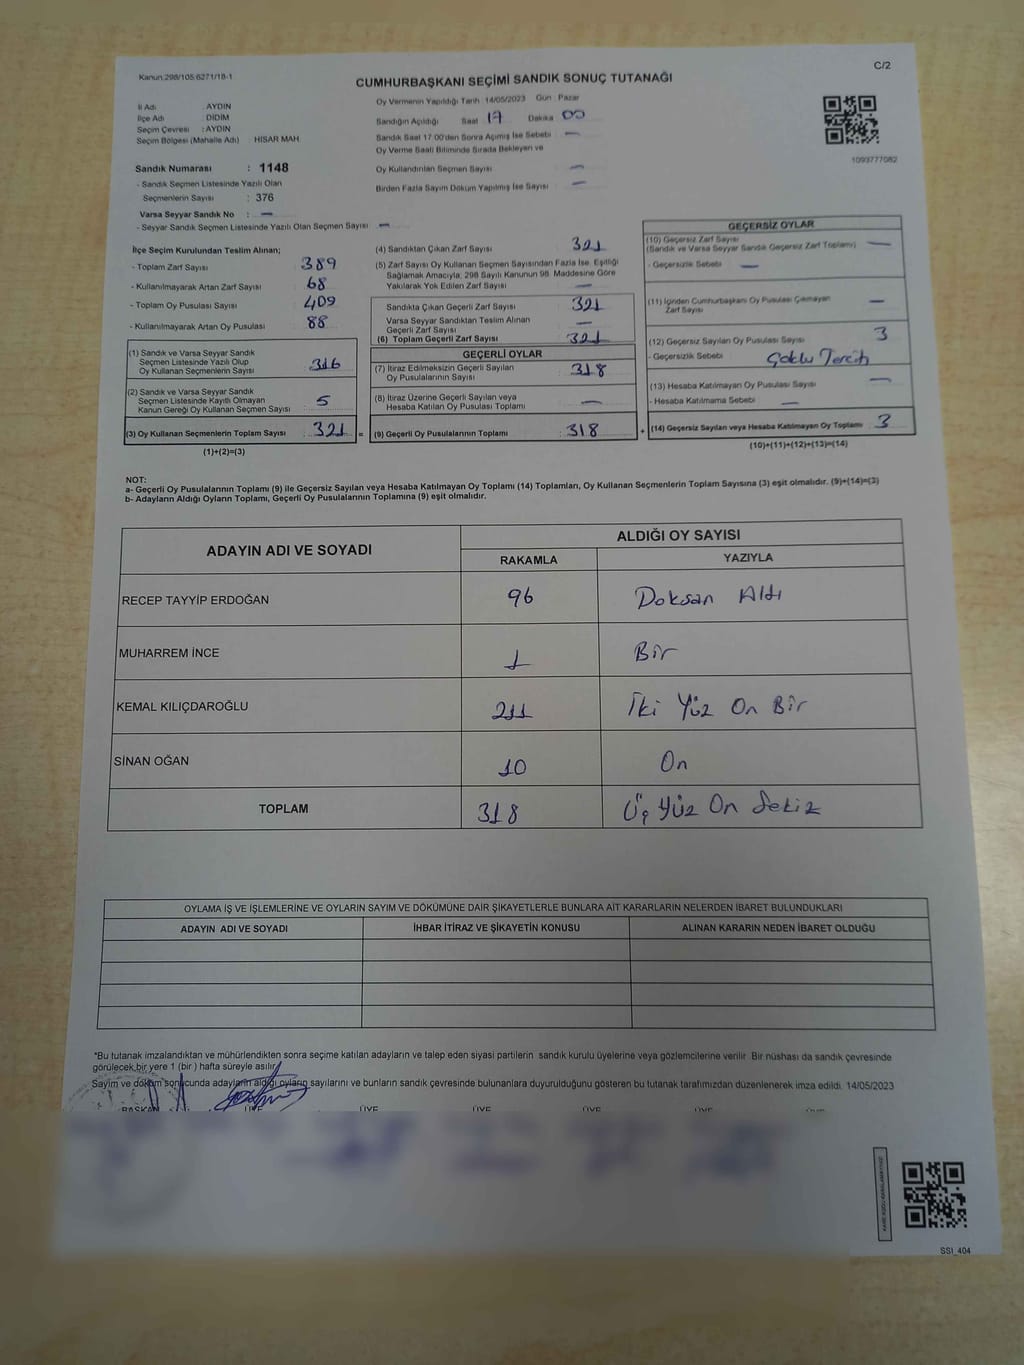 Kanun:298/105;6271/18-1
C/2
CUMHURBAŞKANI SEÇİMİ SANDIK SONUÇ TUTANAĞI
İl Adı : AYDIN
İlçe Adı : DİDİM
Seçim Çevresi : AYDIN
Seçim Bölgesi (Mahalle Adı) : HISAR MAH
Sandık Numarası : 1148
- Sandık Seçmen Listesinde Yazılı Olan
Seçmenlerin Sayısı : 376
Varsa Seyyar Sandık No : —
- Seyyar Sandık Seçmen Listesinde Yazılı Olan Seçmen Sayısı —
Oy Vermenin Yapıldığı Tarih 14/05/2023 Gün : Pazar
Sandığın Açıldığı Saat 17 Dakika 00
Sandık Saat 17:00'den Sonra Açılmış İse Sebebi : —
Oy Verme Saati Bitiminde Sırada Bekleyen ve
Oy Kullandırılan Seçmen Sayısı —
Birden Fazla Sayım Döküm Yapılmış İse Sayısı —
1093777082
İlçe Seçim Kurulundan Teslim Alınan;
- Toplam Zarf Sayısı : 389
- Kullanılmayarak Artan Zarf Sayısı : 68
- Toplam Oy Pusulası Sayısı : 409
- Kullanılmayarak Artan Oy Pusulası : 88
(1) Sandık ve Varsa Seyyar Sandık
Seçmen Listesinde Yazılı Olup
Oy Kullanan Seçmenlerin Sayısı : 316
(2) Sandık ve Varsa Seyyar Sandık
Seçmen Listesinde Kayıtlı Olmayan
Kanun Gereği Oy Kullanan Seçmen Sayısı : 5
(3) Oy Kullanan Seçmenlerin Toplam Sayısı : 321 =
(1)+(2)=(3)
(4) Sandıktan Çıkan Zarf Sayısı : 321
(5) Zarf Sayısı Oy Kullanan Seçmen Sayısından Fazla İse, Eşitliği
Sağlamak Amacıyla, 298 Sayılı Kanunun 98. Maddesine Göre
Yakılarak Yok Edilen Zarf Sayısı : —
Sandıkta Çıkan Geçerli Zarf Sayısı : 321
Varsa Seyyar Sandıktan Teslim Alınan
Geçerli Zarf Sayısı : —
(6) Toplam Geçerli Zarf Sayısı : 321
GEÇERLİ OYLAR
(7) İtiraz Edilmeksizin Geçerli Sayılan
Oy Pusulalarının Sayısı : 318
(8) İtiraz Üzerine Geçerli Sayılan veya
Hesaba Katılan Oy Pusulaları Toplamı : —
(9) Geçerli Oy Pusulalarının Toplamı : 318 +
GEÇERSİZ OYLAR
(10) Geçersiz Zarf Sayısı
(Sandık ve Varsa Seyyar Sandık Geçersiz Zarf Toplamı) : —
- Geçersizlik Sebebi : —
(11) İçinden Cumhurbaşkanı Oy Pusulası Çıkmayan
Zarf Sayısı : —
(12) Geçersiz Sayılan Oy Pusulası Sayısı : 3
- Geçersizlik Sebebi : Çoklu Tercih
(13) Hesaba Katılmayan Oy Pusulası Sayısı : —
- Hesaba Katılmama Sebebi : —
(14) Geçersiz Sayılan veya Hesaba Katılmayan Oy Toplamı : 3
(10)+(11)+(12)+(13)=(14)
NOT:
a- Geçerli Oy Pusulalarının Toplamı (9) ile Geçersiz Sayılan veya Hesaba Katılmayan Oy Toplamı (14) Toplamları, Oy Kullanan Seçmenlerin Toplam Sayısına (3) eşit olmalıdır. (9)+(14)=(3)
b- Adayların Aldığı Oyların Toplamı, Geçerli Oy Pusulalarının Toplamına (9) eşit olmalıdır.
ADAYIN ADI VE SOYADI ALDIĞI OY SAYISI
RAKAMLA YAZIYLA
RECEP TAYYİP ERDOĞAN 96 Doksan Altı
MUHARREM İNCE 1 Bir
KEMAL KILIÇDAROĞLU 211 İki Yüz On Bir
SİNAN OĞAN 10 On
TOPLAM 318 Üç Yüz On Sekiz
OYLAMA İŞ VE İŞLEMLERİNE VE OYLARIN SAYIM VE DÖKÜMÜNE DAİR ŞİKAYETLERLE BUNLARA AİT KARARLARIN NELERDEN İBARET BULUNDUKLARI
ADAYIN ADI VE SOYADI İHBAR İTİRAZ VE ŞİKAYETİN KONUSU ALINAN KARARIN NEDEN İBARET OLDUĞU
*Bu tutanak imzalandıktan ve mühürlendikten sonra seçime katılan adayların ve talep eden siyasi partilerin sandık kurulu üyelerine veya gözlemcilerine verilir. Bir nüshası da sandık çevresinde
görülecek bir yere 1 (bir) hafta süreyle asılır.
Sayım ve döküm sonucunda adayların aldığı oyların sayılarını ve bunların sandık çevresinde bulunanlara duyurulduğunu gösteren bu tutanak tarafımızdan düzenlenerek imza edildi. 14/05/2023
BAŞKAN ÜYE ÜYE ÜYE ÜYE ÜYE
SSI_404